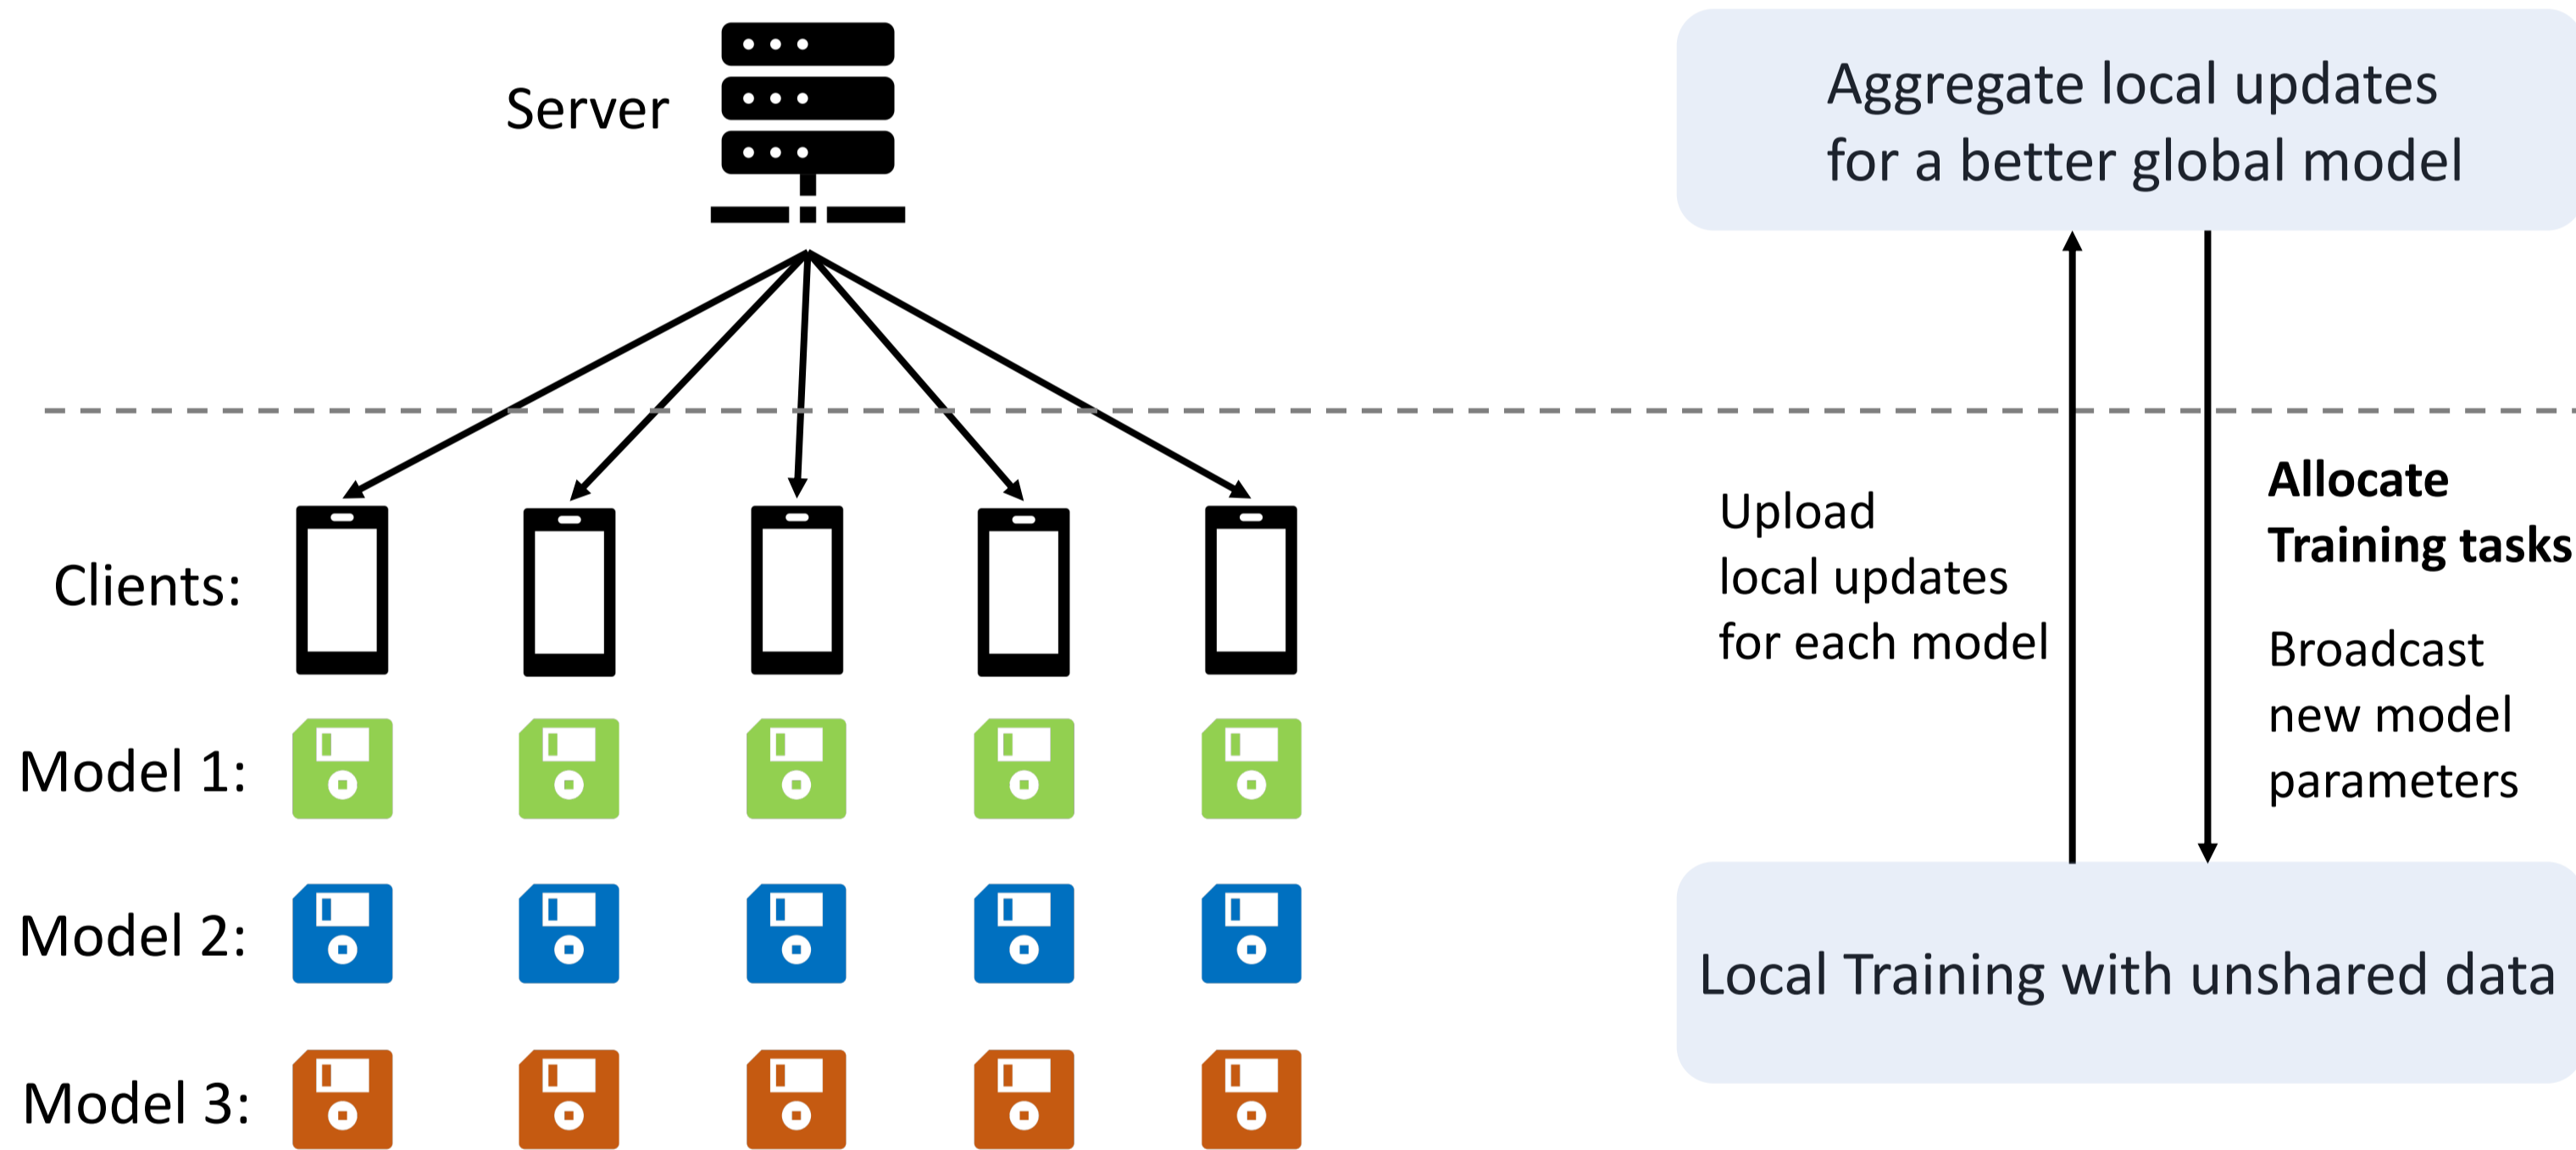 Server
Aggregate local updates
for a better global model
Clients:
Upload
local updates
for each model
Allocate
Training tasks
Broadcast
new model
parameters
Model 1:
Model 2:
Model 3:
Local Training with unshared data